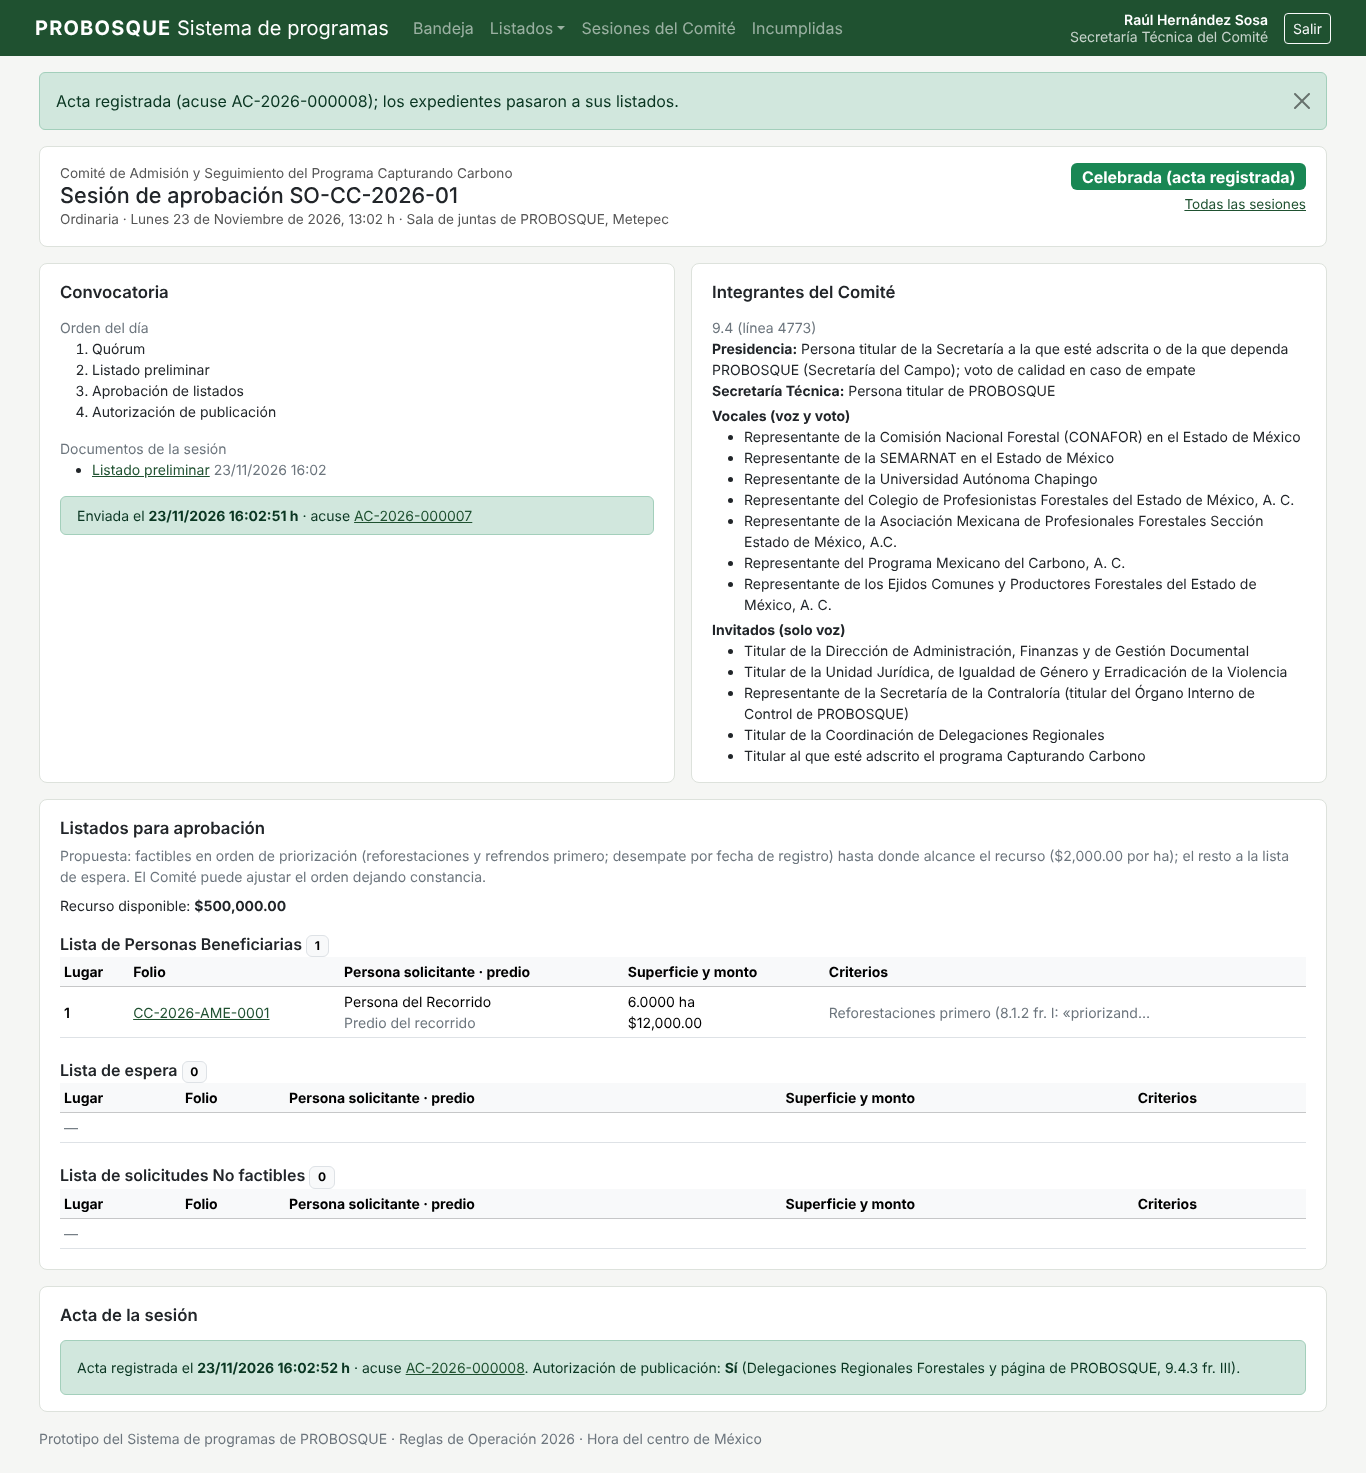 PROBOSQUE Sistema de programas Bandeja Listados Sesiones del Comité Incumplidas
Raúl Hernández Sosa
Secretaría Técnica del Comité
Salir
Acta registrada (acuse AC-2026-000008); los expedientes pasaron a sus listados.
Comité de Admisión y Seguimiento del Programa Capturando Carbono
Sesión de aprobación SO-CC-2026-01
Ordinaria · Lunes 23 de Noviembre de 2026, 13:02 h · Sala de juntas de PROBOSQUE, Metepec
Celebrada (acta registrada)
Todas las sesiones
Convocatoria
Orden del día
1. Quórum
2. Listado preliminar
3. Aprobación de listados
4. Autorización de publicación
Documentos de la sesión
• Listado preliminar 23/11/2026 16:02
Enviada el 23/11/2026 16:02:51 h · acuse AC-2026-000007
Integrantes del Comité
9.4 (línea 4773)
Presidencia: Persona titular de la Secretaría a la que esté adscrita o de la que dependa
PROBOSQUE (Secretaría del Campo); voto de calidad en caso de empate
Secretaría Técnica: Persona titular de PROBOSQUE
Vocales (voz y voto)
• Representante de la Comisión Nacional Forestal (CONAFOR) en el Estado de México
• Representante de la SEMARNAT en el Estado de México
• Representante de la Universidad Autónoma Chapingo
• Representante del Colegio de Profesionistas Forestales del Estado de México, A. C.
• Representante de la Asociación Mexicana de Profesionales Forestales Sección
Estado de México, A.C.
• Representante del Programa Mexicano del Carbono, A. C.
• Representante de los Ejidos Comunes y Productores Forestales del Estado de
México, A. C.
Invitados (solo voz)
• Titular de la Dirección de Administración, Finanzas y de Gestión Documental
• Titular de la Unidad Jurídica, de Igualdad de Género y Erradicación de la Violencia
• Representante de la Secretaría de la Contraloría (titular del Órgano Interno de
Control de PROBOSQUE)
• Titular de la Coordinación de Delegaciones Regionales
• Titular al que esté adscrito el programa Capturando Carbono
Listados para aprobación
Propuesta: factibles en orden de priorización (reforestaciones y refrendos primero; desempate por fecha de registro) hasta donde alcance el recurso ($2,000.00 por ha); el resto a la lista
de espera. El Comité puede ajustar el orden dejando constancia.
Recurso disponible: $500,000.00
Lista de Personas Beneficiarias 1
Lugar Folio Persona solicitante · predio Superficie y monto Criterios
1 CC-2026-AME-0001 Persona del Recorrido 6.0000 ha Reforestaciones primero (8.1.2 fr. I: «priorizand...
Predio del recorrido $12,000.00
Lista de espera 0
Lugar Folio Persona solicitante · predio Superficie y monto Criterios
—
Lista de solicitudes No factibles 0
Lugar Folio Persona solicitante · predio Superficie y monto Criterios
—
Acta de la sesión
Acta registrada el 23/11/2026 16:02:52 h · acuse AC-2026-000008. Autorización de publicación: Sí (Delegaciones Regionales Forestales y página de PROBOSQUE, 9.4.3 fr. III).
Prototipo del Sistema de programas de PROBOSQUE · Reglas de Operación 2026 · Hora del centro de México